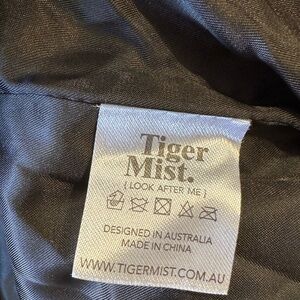 Tiger
Mist.
{ LOOK AFTER ME }
DESIGNED IN AUSTRALIA
MADE IN CHINA
WWW.TIGERMIST.COM.AU